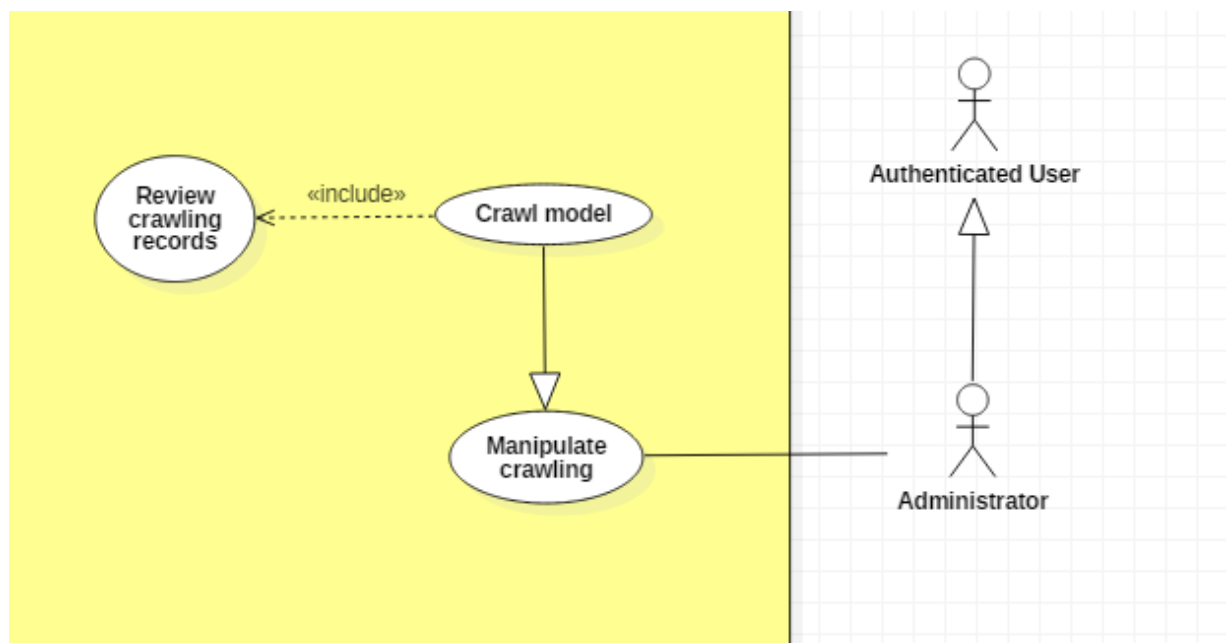 Authenticated User
Review
crawling
records
«include»
Crawl model
Manipulate
crawling
Administrator